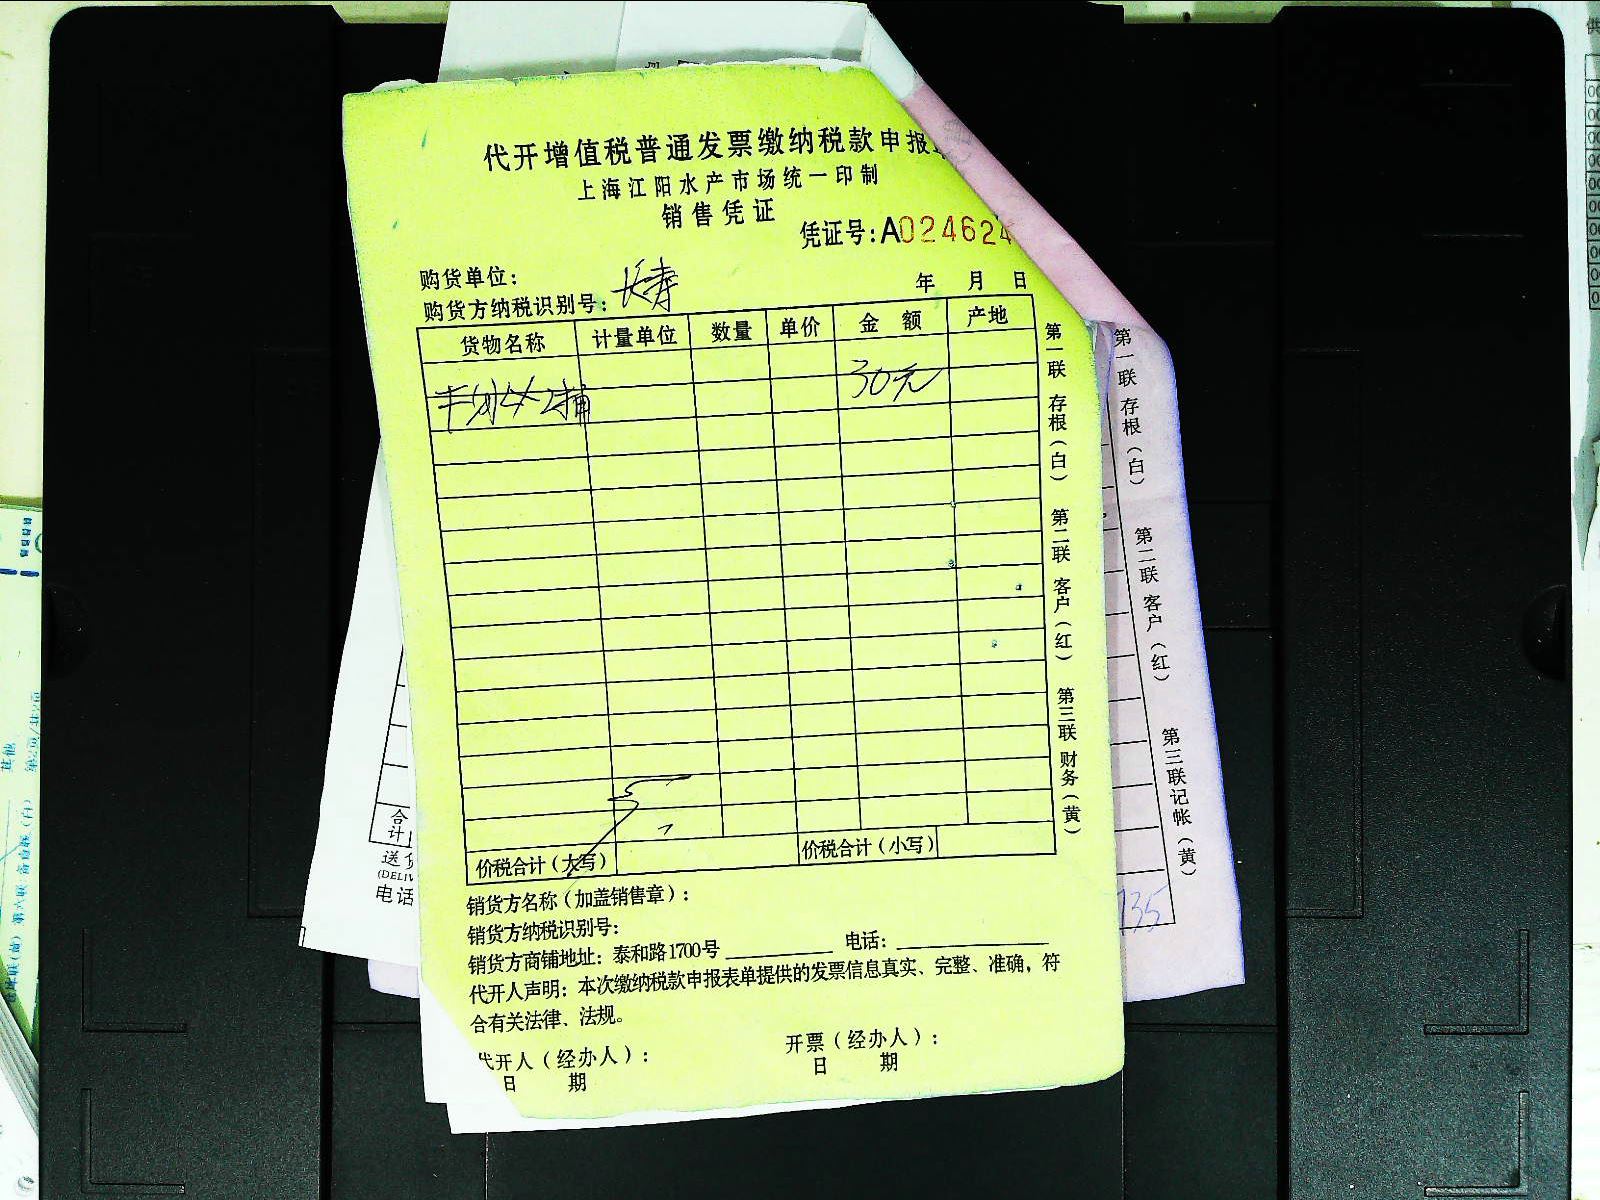 代开增值税普通发票缴纳税款申报
上海江阳水产市场统一印制
销售凭证
凭证号:A024624
购货单位:
购货方纳税识别号:
长寿
年 月 日
货物名称 计量单位 数量 单价 金额 产地
30元
价税合计(大写) 价税合计(小写)
销货方名称(加盖销售章):
销货方纳税识别号:
销货方商铺地址:泰和路1700号 电话:
代开人声明:本次缴纳税款申报表单提供的发票信息真实、完整、准确,符
合有关法律、法规。
代开人(经办人): 开票(经办人):
日 期 日 期
第一联 存根(白) 第二联 客户(红) 第三联 财务(黄)
第一联 存根(白) 第二联 客户(红) 第三联记帐(黄)
735
合
计
送货
(DELIV
电话